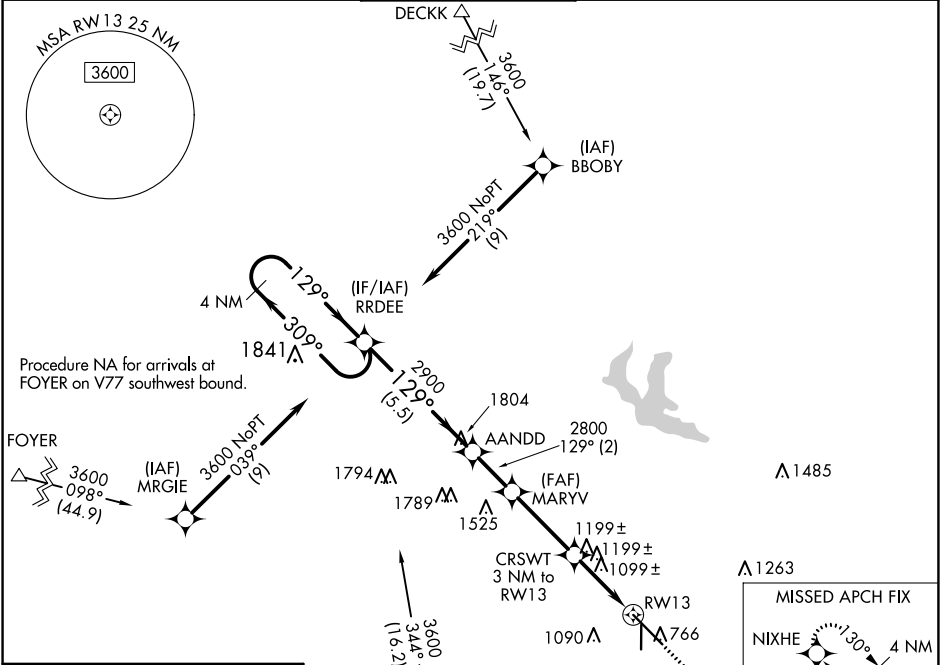 MSA RW13 25 NM
3600
DECKK
3600
146°
(19.7)
(IAF)
BBOBY
3600 NoPT
219°
(9)
4 NM
129°
309°
(IF/IAF)
RRDEE
1841
Procedure NA for arrivals at
FOYER on V77 southwest bound.
2900
129°
(5.5)
1804
AANDD
2800
129° (2)
FOYER
3600
098°
(44.9)
(IAF)
MRGIE
3600 NoPT
039°
(9)
1794
1789
1525
(FAF)
MARYV
1485
1199±
1199±
1099±
CRSWT
3 NM to
RW13
1263
RW13
1090
766
3600
344°
(16.2)
MISSED APCH FIX
NIXHE
130°
4 NM